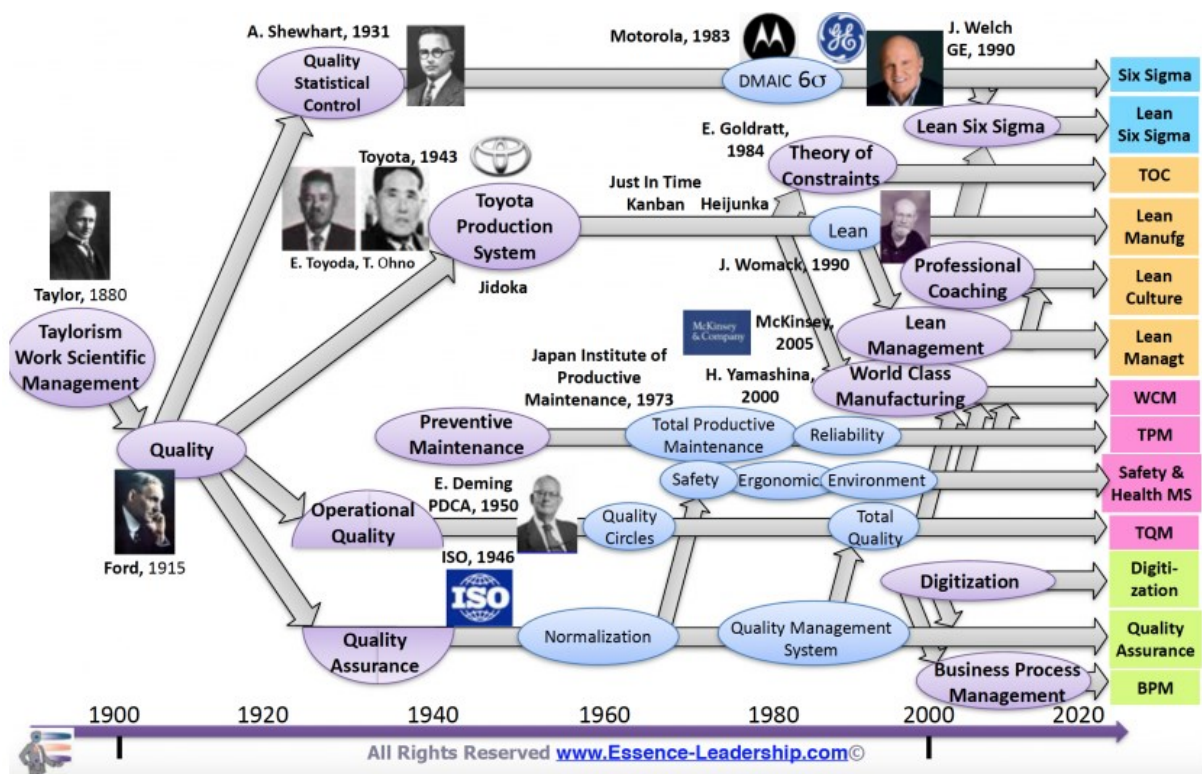 A. Shewhart, 1931
Quality
Statistical
Control
Motorola, 1983
DMAIC 6σ
GE
J. Welch
GE, 1990
Six Sigma
Lean Six Sigma
Lean
Six Sigma
E. Goldratt,
1984
Theory of
Constraints
TOC
Toyota, 1943
E. Toyoda, T. Ohno
Toyota
Production
System
Jidoka
Just In Time
Kanban
Heijunka
Lean
J. Womack, 1990
Lean
Manufg
Professional
Coaching
Lean
Culture
Taylor, 1880
Taylorism
Work Scientific
Management
McKinsey
& Company
McKinsey,
2005
Lean
Management
Lean
Managt
H. Yamashina,
2000
World Class
Manufacturing
WCM
Japan Institute of
Productive
Maintenance, 1973
Preventive
Maintenance
Total Productive
Maintenance
Reliability
TPM
Quality
Ford, 1915
Safety
Ergonomic
Environment
Safety &
Health MS
Operational
Quality
E. Deming
PDCA, 1950
Quality
Circles
Total
Quality
TQM
Digitization
Digiti-
zation
ISO, 1946
ISO
Quality
Assurance
Normalization
Quality Management
System
Quality
Assurance
Business Process
Management
BPM
1900 1920 1940 1960 1980 2000 2020
All Rights Reserved www.Essence-Leadership.com©